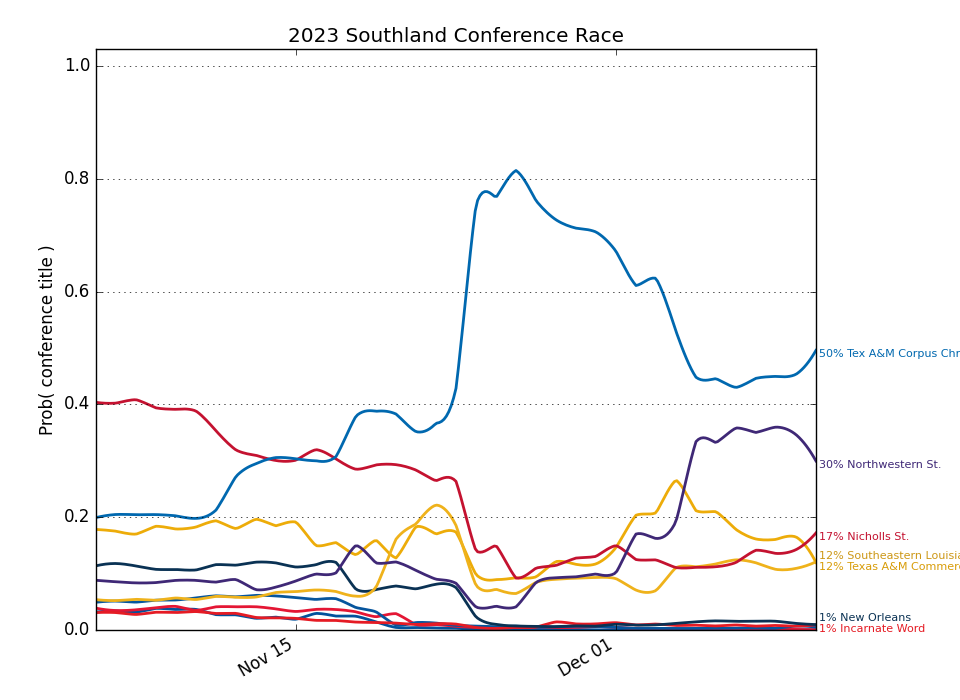 2023 Southland Conference Race
Prob( conference title )
1.0
0.8
0.6
0.4
0.2
0.0
Nov 15
Dec 01
50% Tex A&M Corpus Chr
30% Northwestern St.
17% Nicholls St.
12% Southeastern Louisia
12% Texas A&M Commerc
1% New Orleans
1% Incarnate Word